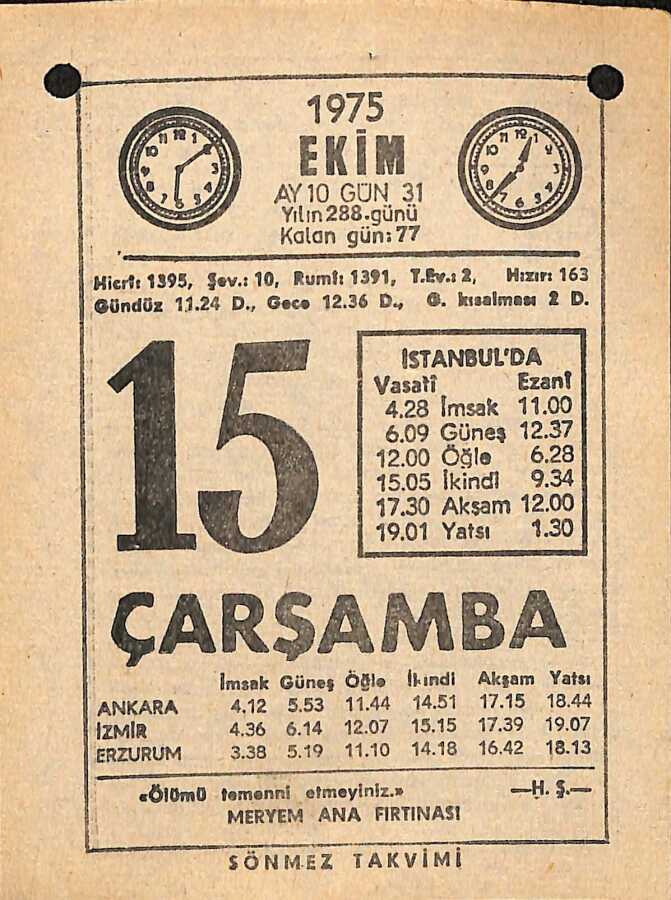 1975
EKİM
AY 10 GÜN 31
Yılın 288.günü
Kalan gün: 77
Hicrî: 1395, Şev.: 10, Rumî: 1391, T.Ev.: 2, Hızır: 163
Gündüz 11.24 D., Gece 12.36 D., G. kısalması 2 D.
15
İSTANBUL'DA
Vasatî Ezanî
4.28 İmsak 11.00
6.09 Güneş 12.37
12.00 Öğle 6.28
15.05 İkindi 9.34
17.30 Akşam 12.00
19.01 Yatsı 1.30
ÇARŞAMBA
İmsak Güneş Öğle İkindi Akşam Yatsı
ANKARA 4.12 5.53 11.44 14.51 17.15 18.44
İZMİR 4.36 6.14 12.07 15.15 17.39 19.07
ERZURUM 3.38 5.19 11.10 14.18 16.42 18.13
«Ölümü temenni etmeyiniz.» —H. Ş.—
MERYEM ANA FIRTINASI
SÖNMEZ TAKVİMİ